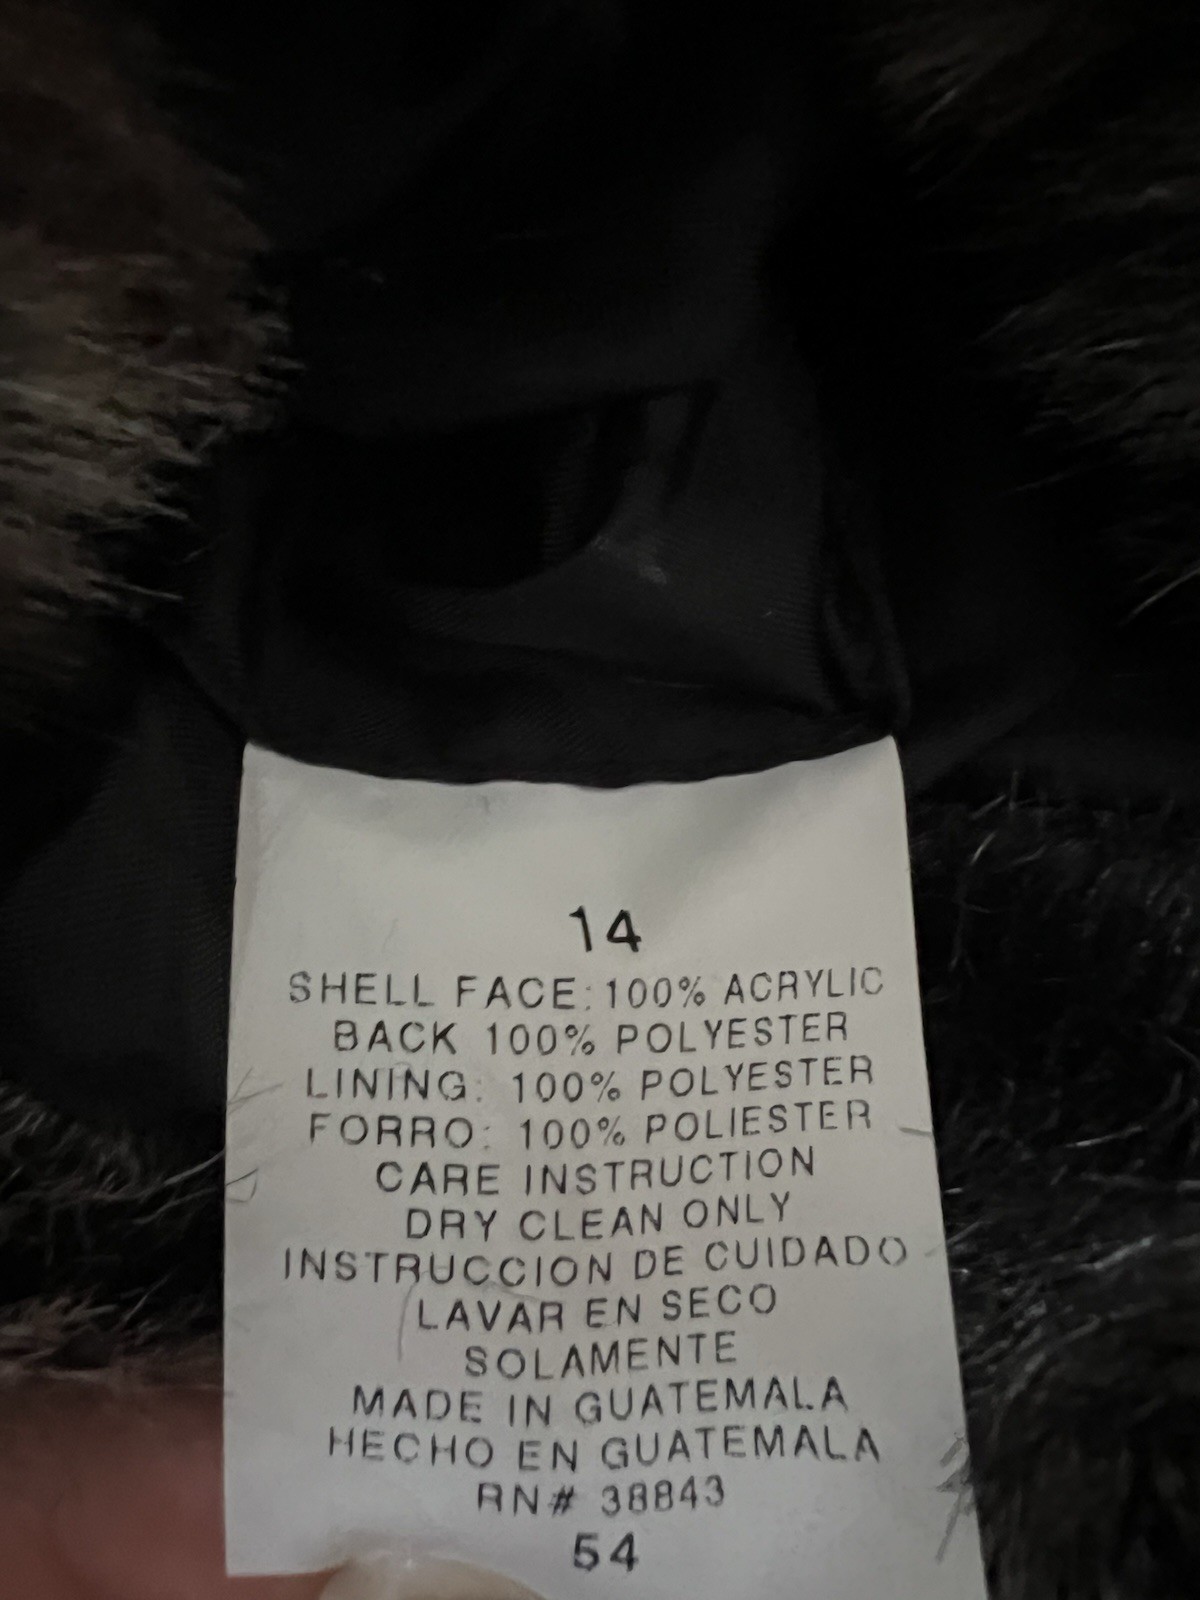 14
SHELL FACE: 100% ACRYLIC
BACK 100% POLYESTER
LINING: 100% POLYESTER
FORRO: 100% POLIESTER
CARE INSTRUCTION
DRY CLEAN ONLY
INSTRUCCION DE CUIDADO
LAVAR EN SECO
SOLAMENTE
MADE IN GUATEMALA
HECHO EN GUATEMALA
RN# 38843
54